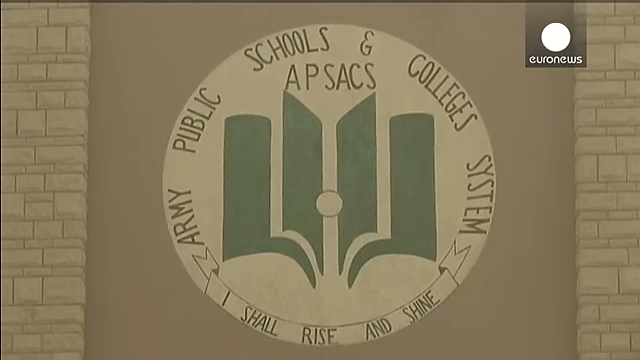 ARMY PUBLIC SCHOOLS & COLLEGES SYSTEM
APSACS
I SHALL RISE AND SHINE
euronews